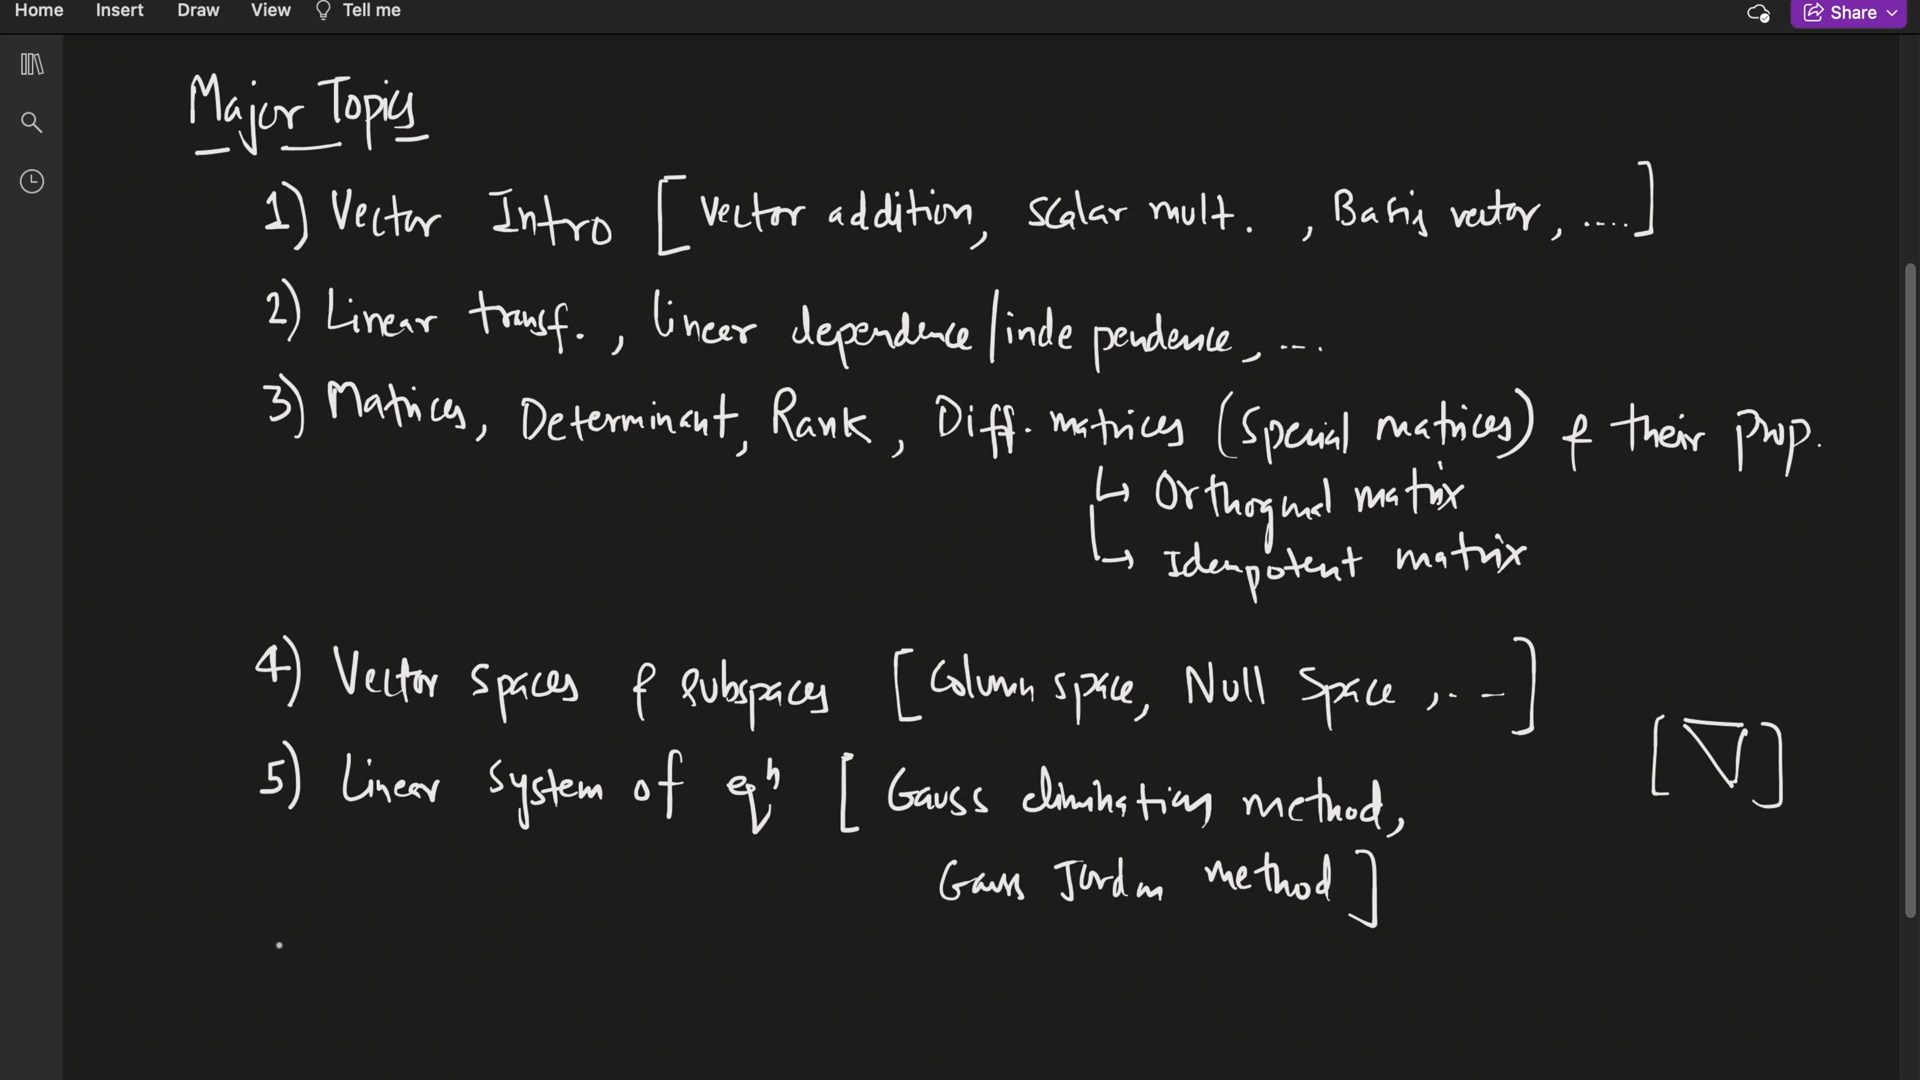 Home Insert Draw View Tell me Share
Major Topics
1) Vector Intro [vector addition, scalar mult. , Basis vector, ....]
2) Linear transf. , linear dependence/independence, ....
3) Matrices, Determinant, Rank, Diff. matrices (Special matrices) & their prop.
↳ Orthogonal matrix
↳ Idempotent matrix
4) Vector spaces & subspaces [Column space, Null Space, . - -]
5) Linear system of eqⁿ [Gauss elimination method,
Gauss Jordan method]